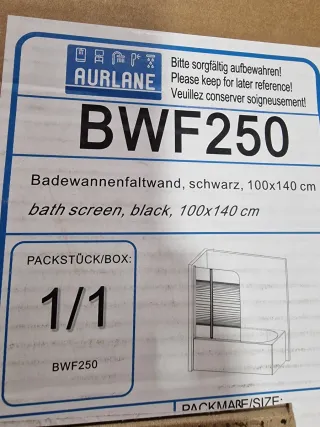 AURLANE
Bitte sorgfältig aufbewahren!
Please keep for later reference!
Veuillez conserver soigneusement!
BWF250
Badewannenfaltwand, schwarz, 100x140 cm
bath screen, black, 100x140 cm
PACKSTÜCK/BOX:
1/1
BWF250
PACKMAßE/SIZE: